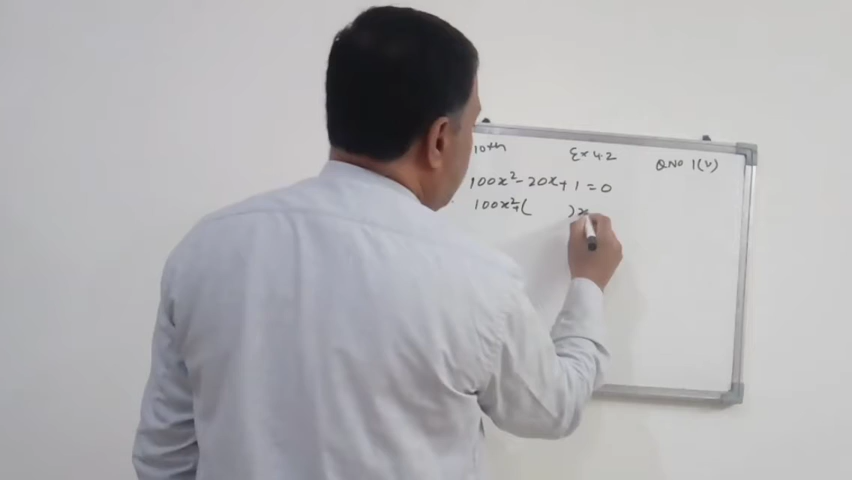 10th Ex 4.2 Q.NO 1(V)
100x² - 20x + 1 = 0
100x² + ( ) x